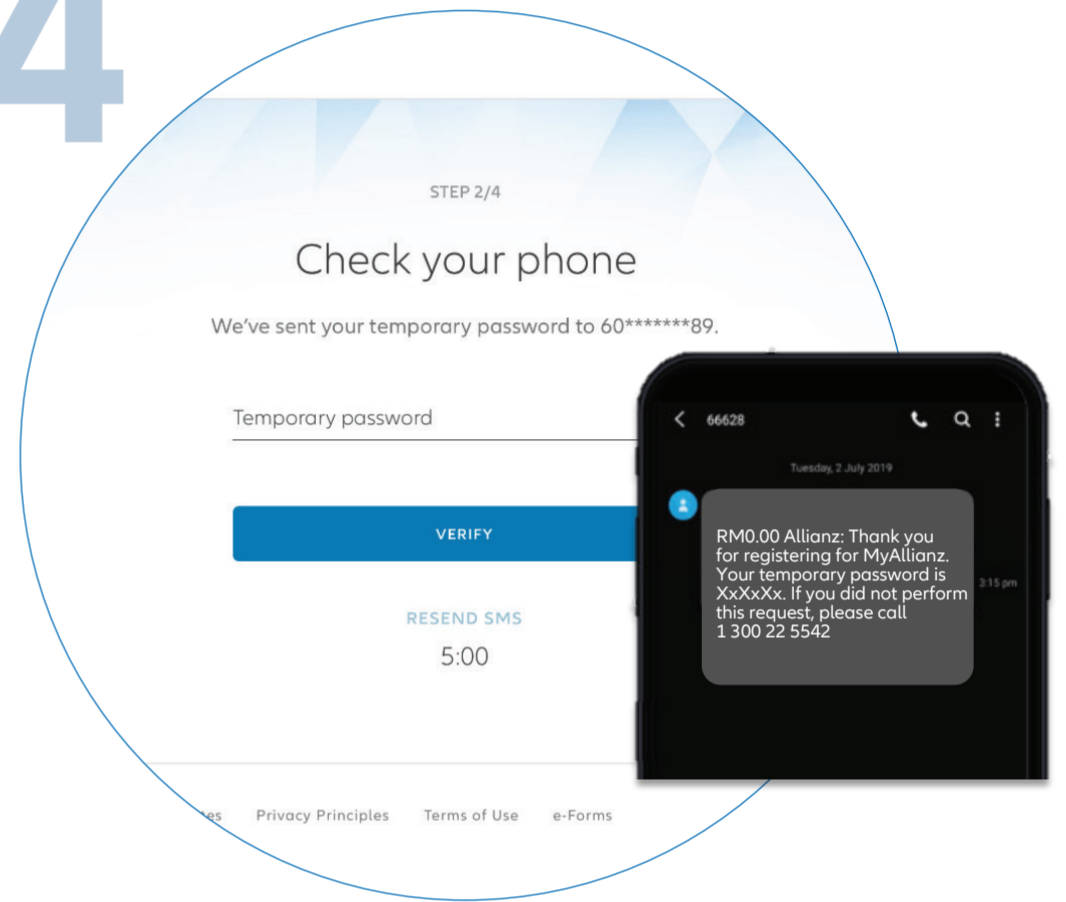 4
STEP 2/4
Check your phone
We've sent your temporary password to 60*******89.
Temporary password
VERIFY
RESEND SMS
5:00
Privacy Principles Terms of Use e-Forms
66628
Tuesday, 2 July 2019
RM0.00 Allianz: Thank you
for registering for MyAllianz.
Your temporary password is
XxXxXx. If you did not perform
this request, please call
1 300 22 5542
3:15 pm